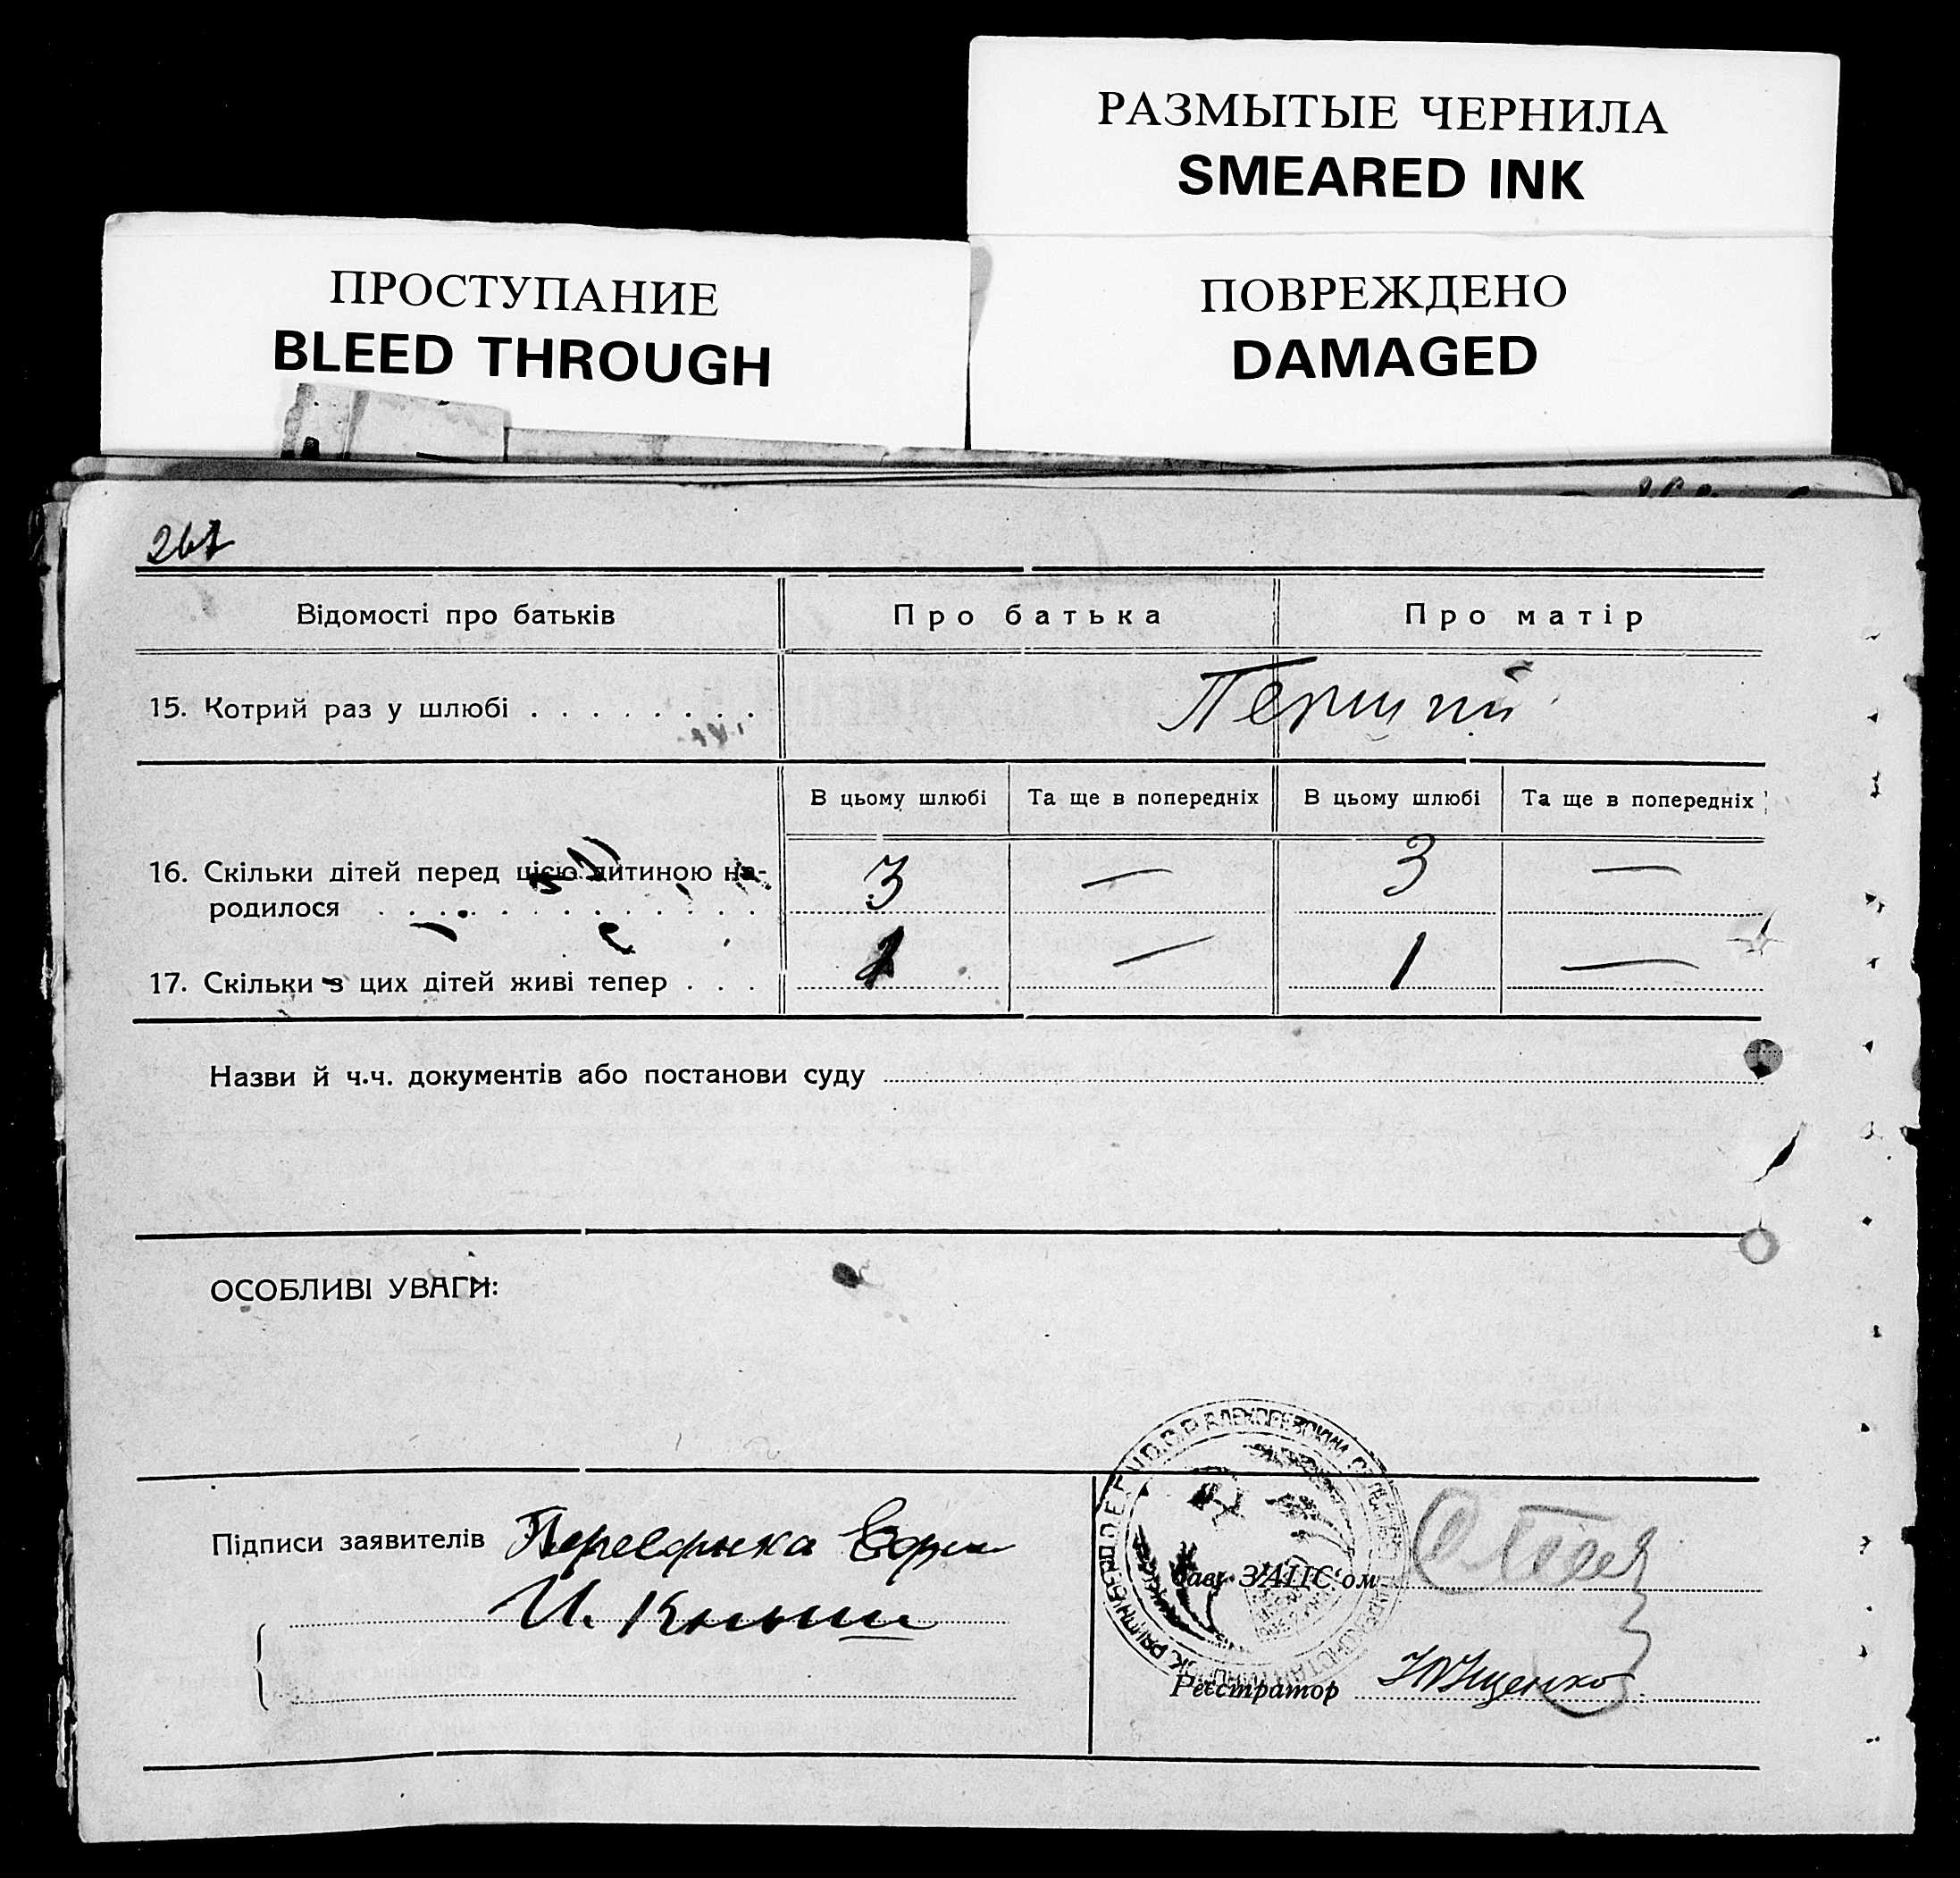 РАЗМЫТЫЕ ЧЕРНИЛА
SMEARED INK
ПРОСТУПАНИЕ
BLEED THROUGH
ПОВРЕЖДЕНО
DAMAGED
Відомості про батьків Про батька Про матір
15. Котрий раз у шлюбі . . . . . . . . Перший
В цьому шлюбі Та ще в попередніх В цьому шлюбі Та ще в попередніх
16. Скільки дітей перед цією дитиною на-
родилося . . . . . . . . . . . . . 3 — 3 —
17. Скільки з цих дітей живі тепер . . . 1 — 1 —
Назви й ч.ч. документів або постанови суду
ОСОБЛИВІ УВАГИ:
Підписи заявителів
И.
Зав. ЗАГС'ом
Реєстратор Іщенко